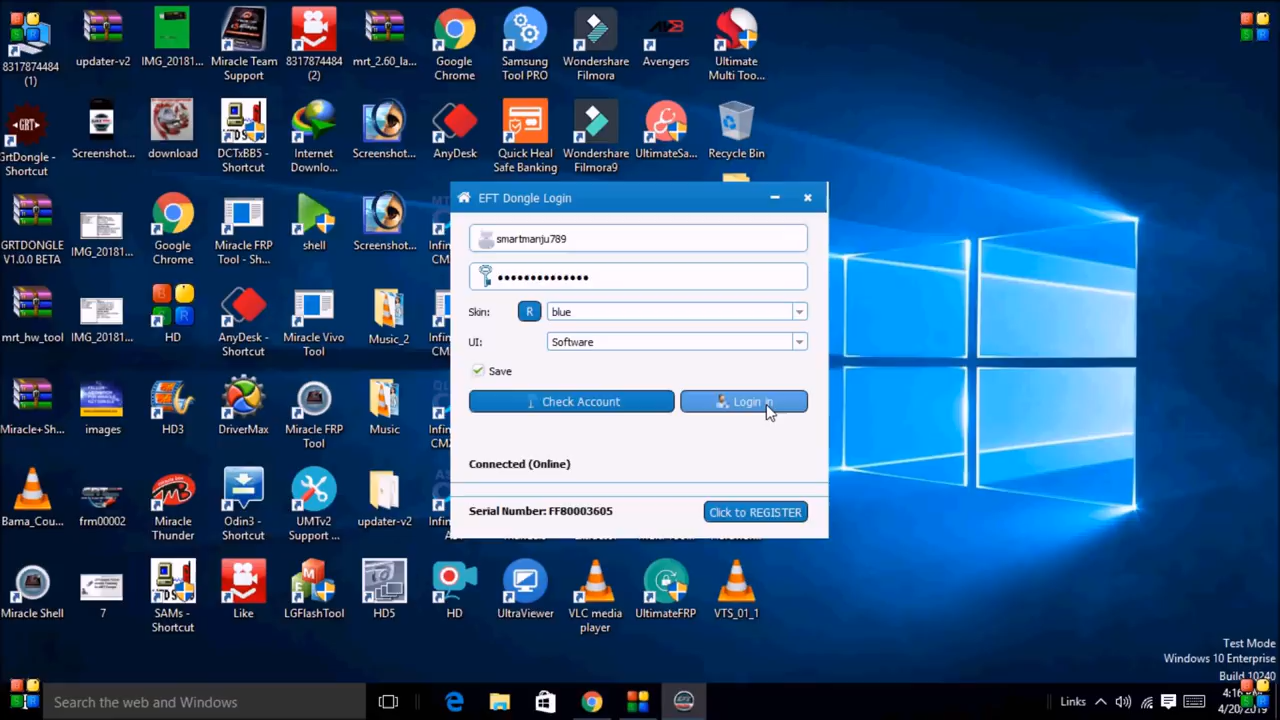 8317874484
(1)
updater-v2
IMG_20181...
Miracle Team
Support
8317874484
(2)
mrt_2.60_la...
Google
Chrome
Samsung
Tool PRO
Wondershare
Filmora
Avengers
Ultimate
Multi Too...
GrtDongle -
Shortcut
Screenshot...
download
DCTxBB5 -
Shortcut
Internet
Downlo...
Screenshot...
AnyDesk
Quick Heal
Safe Banking
Wondershare
Filmora9
UltimateSa...
Recycle Bin
GRTDONGLE
V1.0.0 BETA
IMG_20181...
Google
Chrome
Miracle FRP
Tool - Sh...
shell
Screenshot...
mrt_hw_tool
IMG_20181...
HD
AnyDesk -
Shortcut
Miracle Vivo
Tool
Music_2
Miracle+Sh...
images
HD3
DriverMax
Miracle FRP
Tool
Music
Bama_Cou...
frm00002
Miracle
Thunder
Odin3 -
Shortcut
UMTv2
Support ...
updater-v2
Miracle Shell
7
SAMs -
Shortcut
Like
LGFlashTool
HD5
HD
UltraViewer
VLC media
player
UltimateFRP
VTS_01_1
EFT Dongle Login
smartmanju789
Skin:
R
blue
UI:
Software
Save
Check Account
Login in
Connected (Online)
Serial Number: FF80003605
Click to REGISTER
Test Mode
Windows 10 Enterprise
Build 10240
Search the web and Windows
EFT
Links
4/20/2019